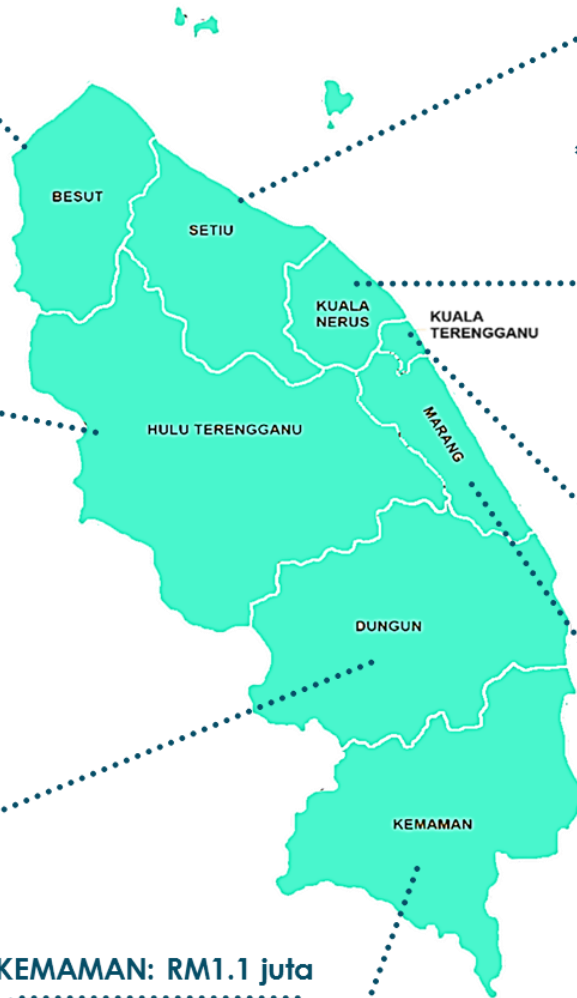 BESUT
SETIU
KUALA
NERUS
KUALA
TERENGGANU
HULU TERENGGANU
MARANG
DUNGUN
KEMAMAN
KEMAMAN: RM1.1 juta